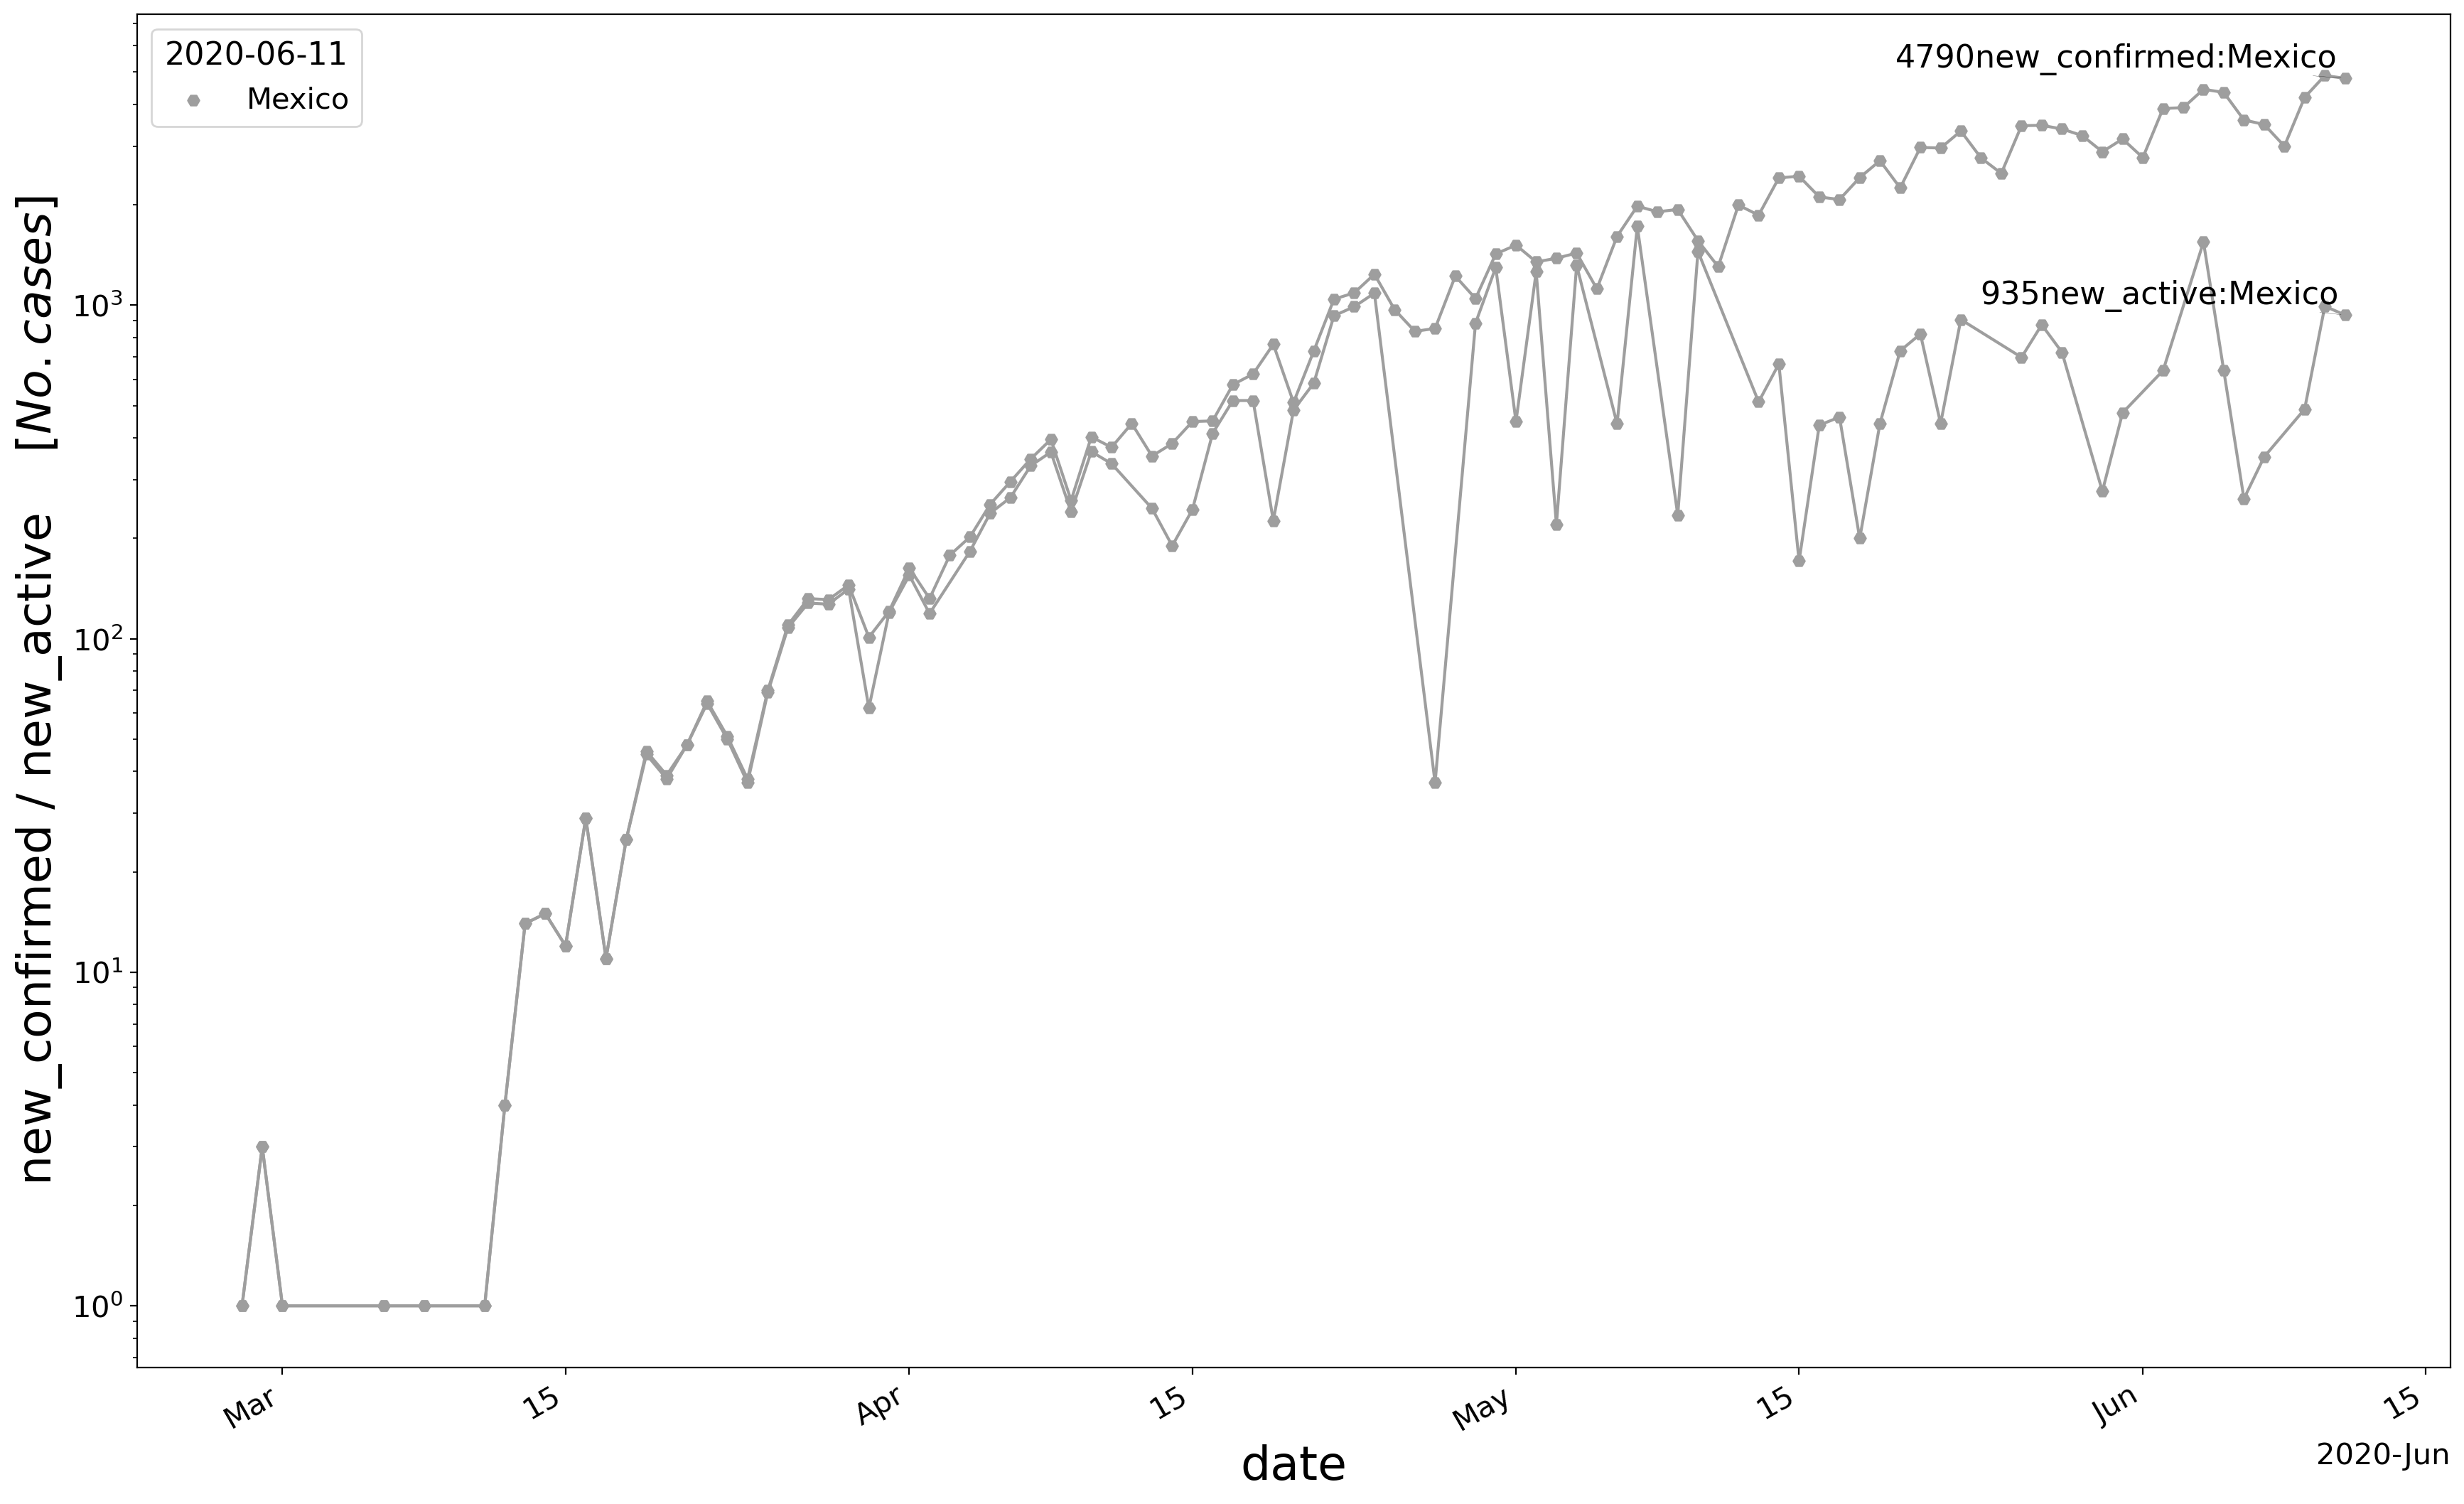 2020-06-11
Mexico
4790new_confirmed:Mexico
935new_active:Mexico
new_confirmed / new_active [No. cases]
10³
10²
10¹
10⁰
Mar
15
Apr
15
May
15
Jun
15
date
2020-Jun